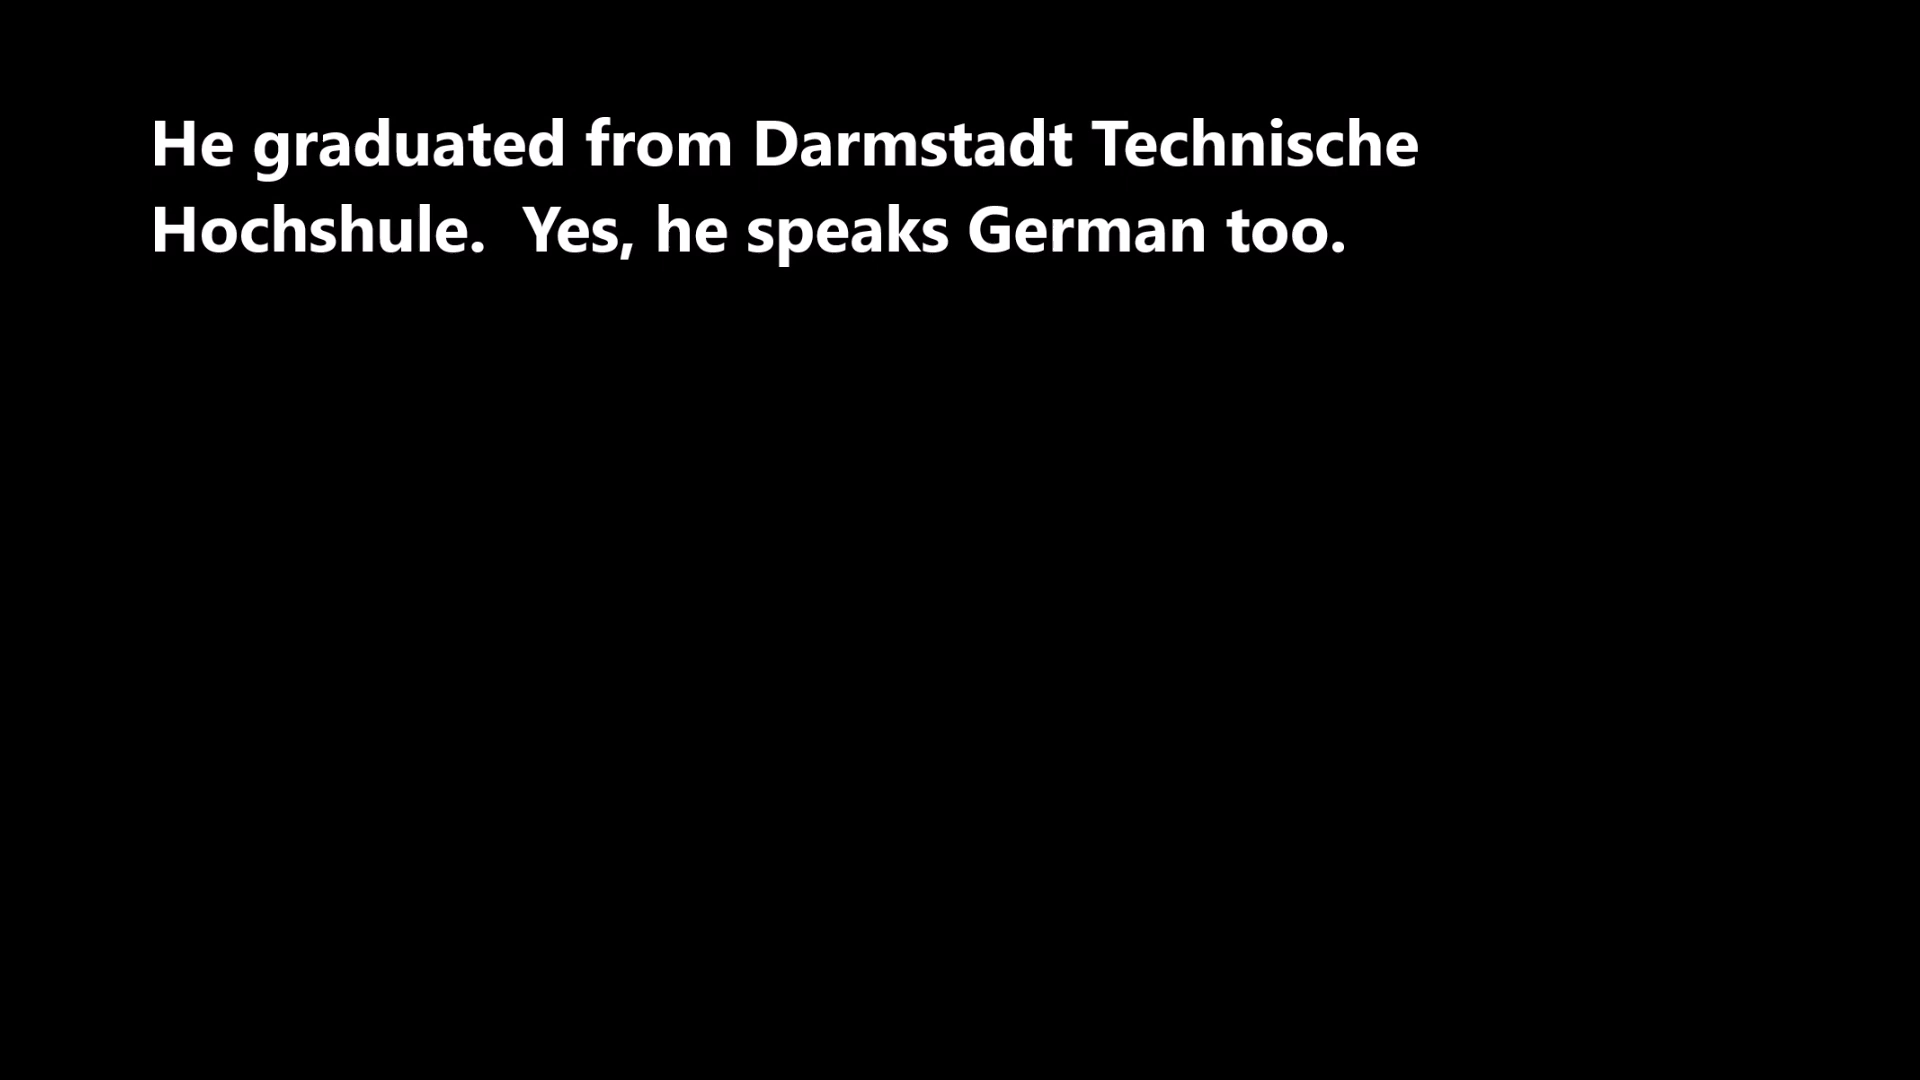 He graduated from Darmstadt Technische
Hochshule.  Yes, he speaks German too.